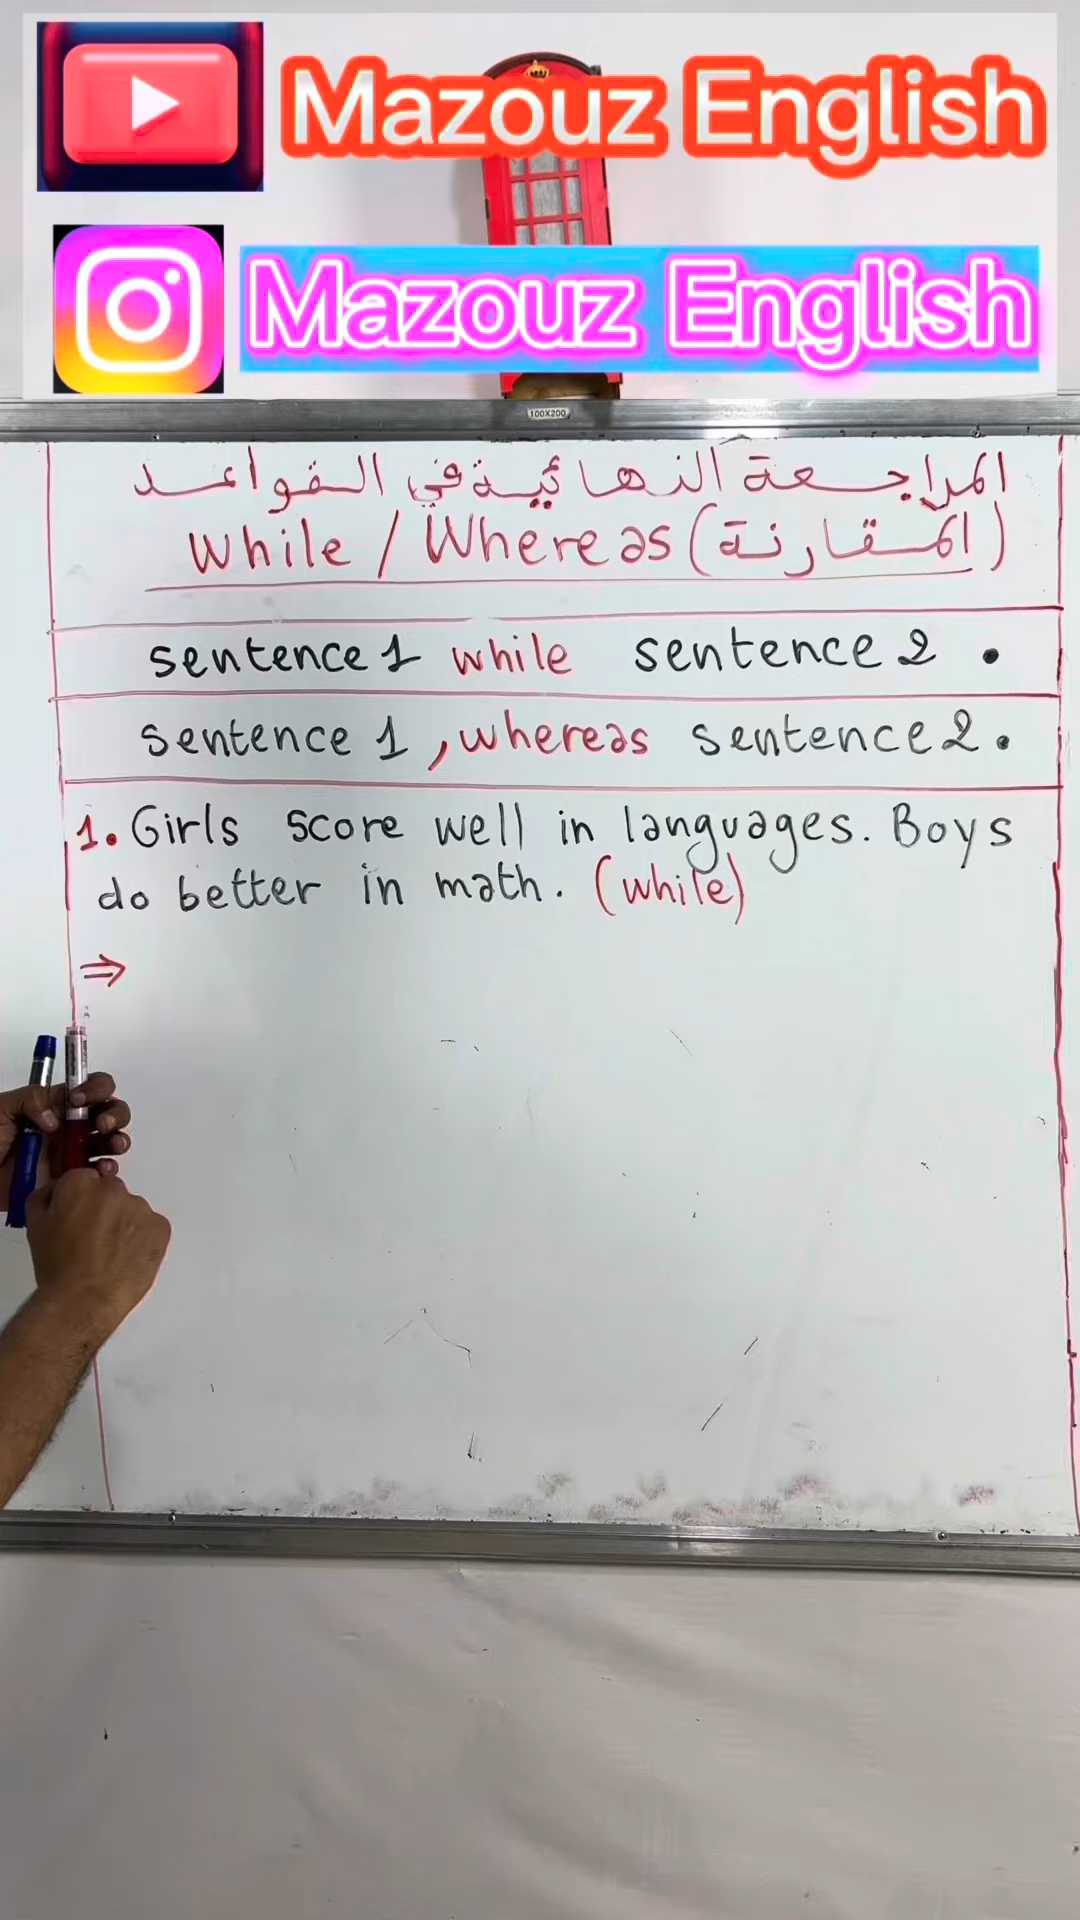 Mazouz English
Mazouz English
100X200
المراجعة النهائية في القواعد
While / Whereas (المقارنة)
sentence 1 while sentence 2 .
sentence 1 , whereas sentence 2 .
1. Girls score well in languages. Boys
do better in math. (while)
⇒